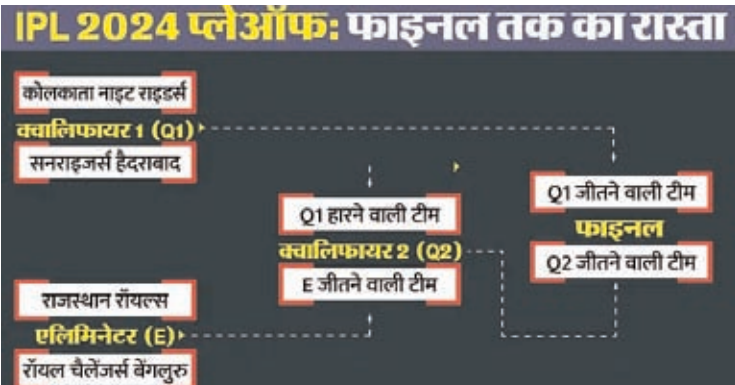 IPL 2024 प्लेऑफ: फाइनल तक का रास्ता
कोलकाता नाइट राइडर्स
क्वालिफायर 1 (Q1)
सनराइजर्स हैदराबाद
Q1 हारने वाली टीम
क्वालिफायर 2 (Q2)
E जीतने वाली टीम
Q1 जीतने वाली टीम
फाइनल
Q2 जीतने वाली टीम
राजस्थान रॉयल्स
एलिमिनेटर (E)
रॉयल चैलेंजर्स बेंगलुरु